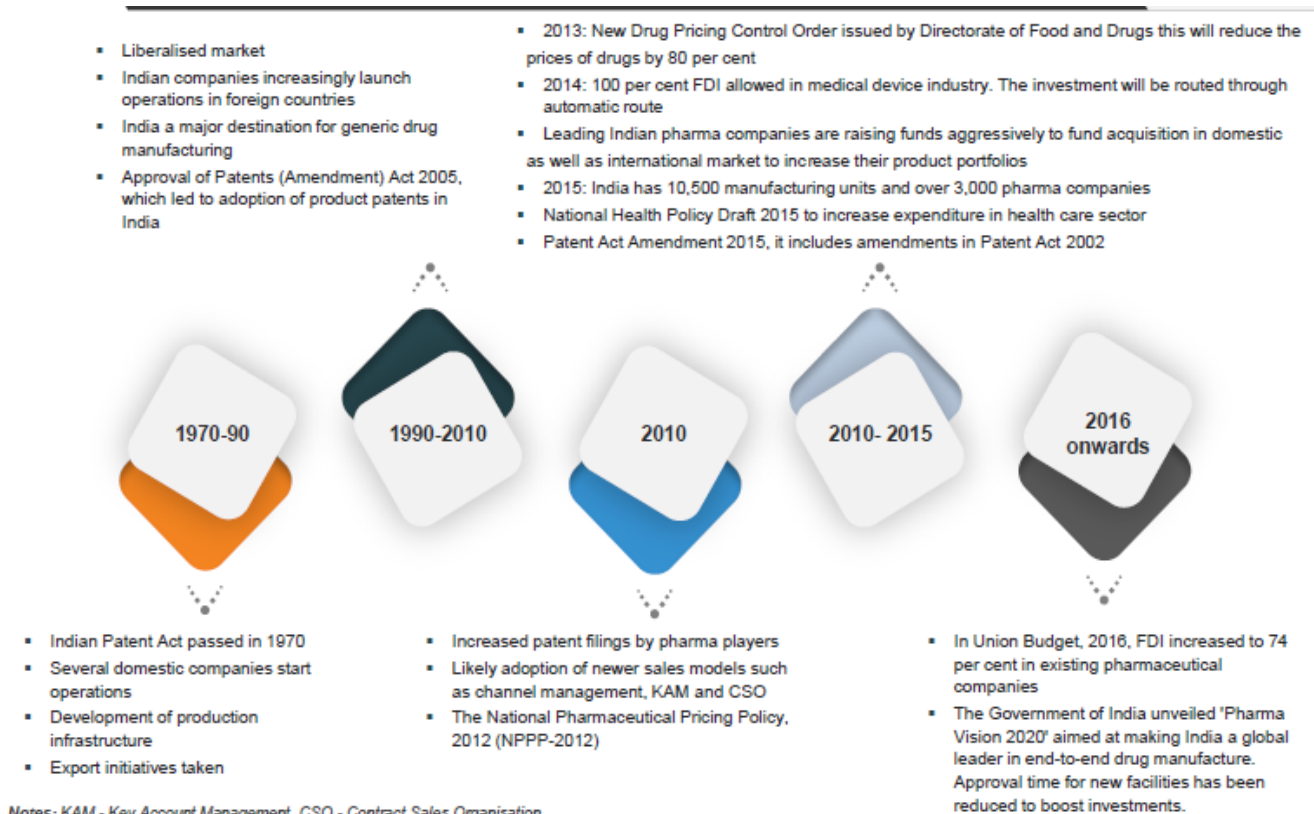 ▪ Liberalised market
▪ Indian companies increasingly launch
operations in foreign countries
▪ India a major destination for generic drug
manufacturing
▪ Approval of Patents (Amendment) Act 2005,
which led to adoption of product patents in
India
▪ 2013: New Drug Pricing Control Order issued by Directorate of Food and Drugs this will reduce the
prices of drugs by 80 per cent
▪ 2014: 100 per cent FDI allowed in medical device industry. The investment will be routed through
automatic route
▪ Leading Indian pharma companies are raising funds aggressively to fund acquisition in domestic
as well as international market to increase their product portfolios
▪ 2015: India has 10,500 manufacturing units and over 3,000 pharma companies
▪ National Health Policy Draft 2015 to increase expenditure in health care sector
▪ Patent Act Amendment 2015, it includes amendments in Patent Act 2002
1970-90
1990-2010
2010
2010- 2015
2016
onwards
▪ Indian Patent Act passed in 1970
▪ Several domestic companies start
operations
▪ Development of production
infrastructure
▪ Export initiatives taken
▪ Increased patent filings by pharma players
▪ Likely adoption of newer sales models such
as channel management, KAM and CSO
▪ The National Pharmaceutical Pricing Policy,
2012 (NPPP-2012)
▪ In Union Budget, 2016, FDI increased to 74
per cent in existing pharmaceutical
companies
▪ The Government of India unveiled 'Pharma
Vision 2020' aimed at making India a global
leader in end-to-end drug manufacture.
Approval time for new facilities has been
reduced to boost investments.
Notes: KAM - Key Account Management, CSO - Contract Sales Organisation